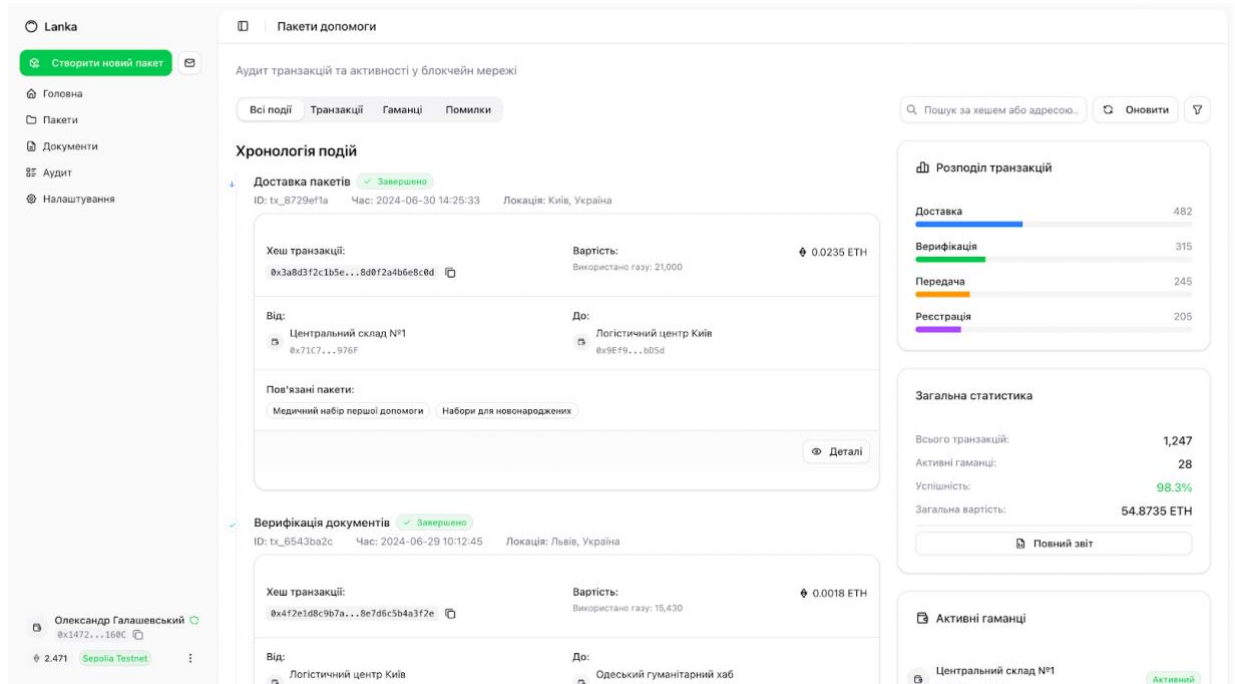 Lanka
Створити новий пакет
Головна
Пакети
Документи
Аудит
Налаштування
Олександр Галашевський
0x1472...160C
2.471 Sepolia Testnet
Пакети допомоги
Аудит транзакцій та активності у блокчейн мережі
Всі події Транзакції Гаманці Помилки
Пошук за хешем або адресою... Оновити
Хронологія подій
Доставка пакетів Завершено
ID: tx_8729ef1a Час: 2024-06-30 14:25:33 Локація: Київ, Україна
Хеш транзакції: Вартість: 0.0235 ETH
0x3a8d3f2c1b5e...8d0f2a4b6e8c0d Використано газу: 21,000
Від: До:
Центральний склад №1 Логістичний центр Київ
0x71C7...976F 0x9Ef9...bD5d
Пов'язані пакети:
Медичний набір першої допомоги Набори для новонароджених
Деталі
Верифікація документів Завершено
ID: tx_6543ba2c Час: 2024-06-29 10:12:45 Локація: Львів, Україна
Хеш транзакції: Вартість: 0.0018 ETH
0x4f2e1d8c9b7a...8e7d6c5b4a3f2e Використано газу: 15,430
Від: До:
Логістичний центр Київ Одеський гуманітарний хаб
Розподіл транзакцій
Доставка 482
Верифікація 315
Передача 245
Реєстрація 205
Загальна статистика
Всього транзакцій: 1,247
Активні гаманці: 28
Успішність: 98.3%
Загальна вартість: 54.8735 ETH
Повний звіт
Активні гаманці
Центральний склад №1
Активний